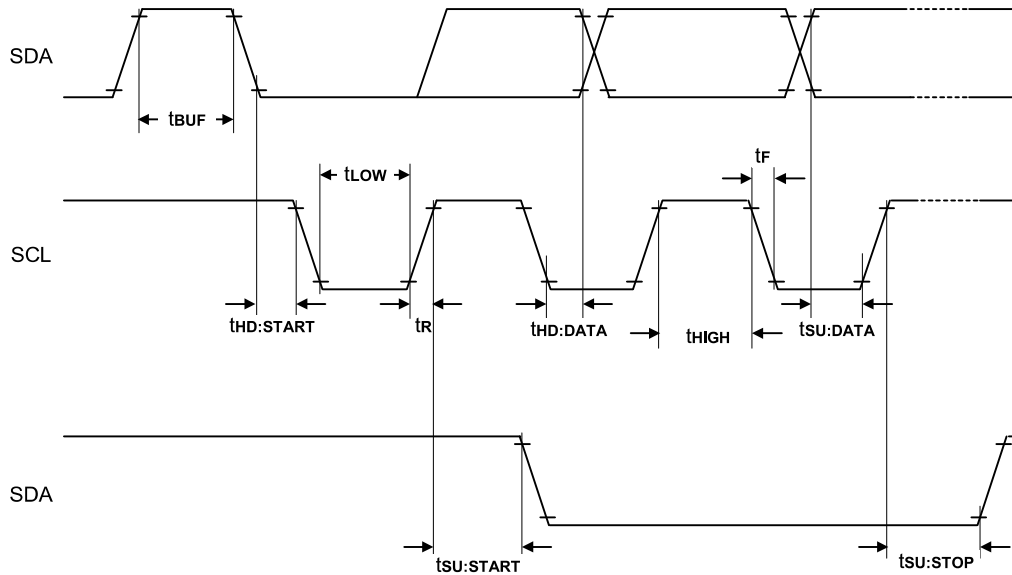 SDA
tBUF
tLOW
tF
SCL
tHD:START
tR
tHD:DATA
tHIGH
tSU:DATA
SDA
tSU:START
tSU:STOP